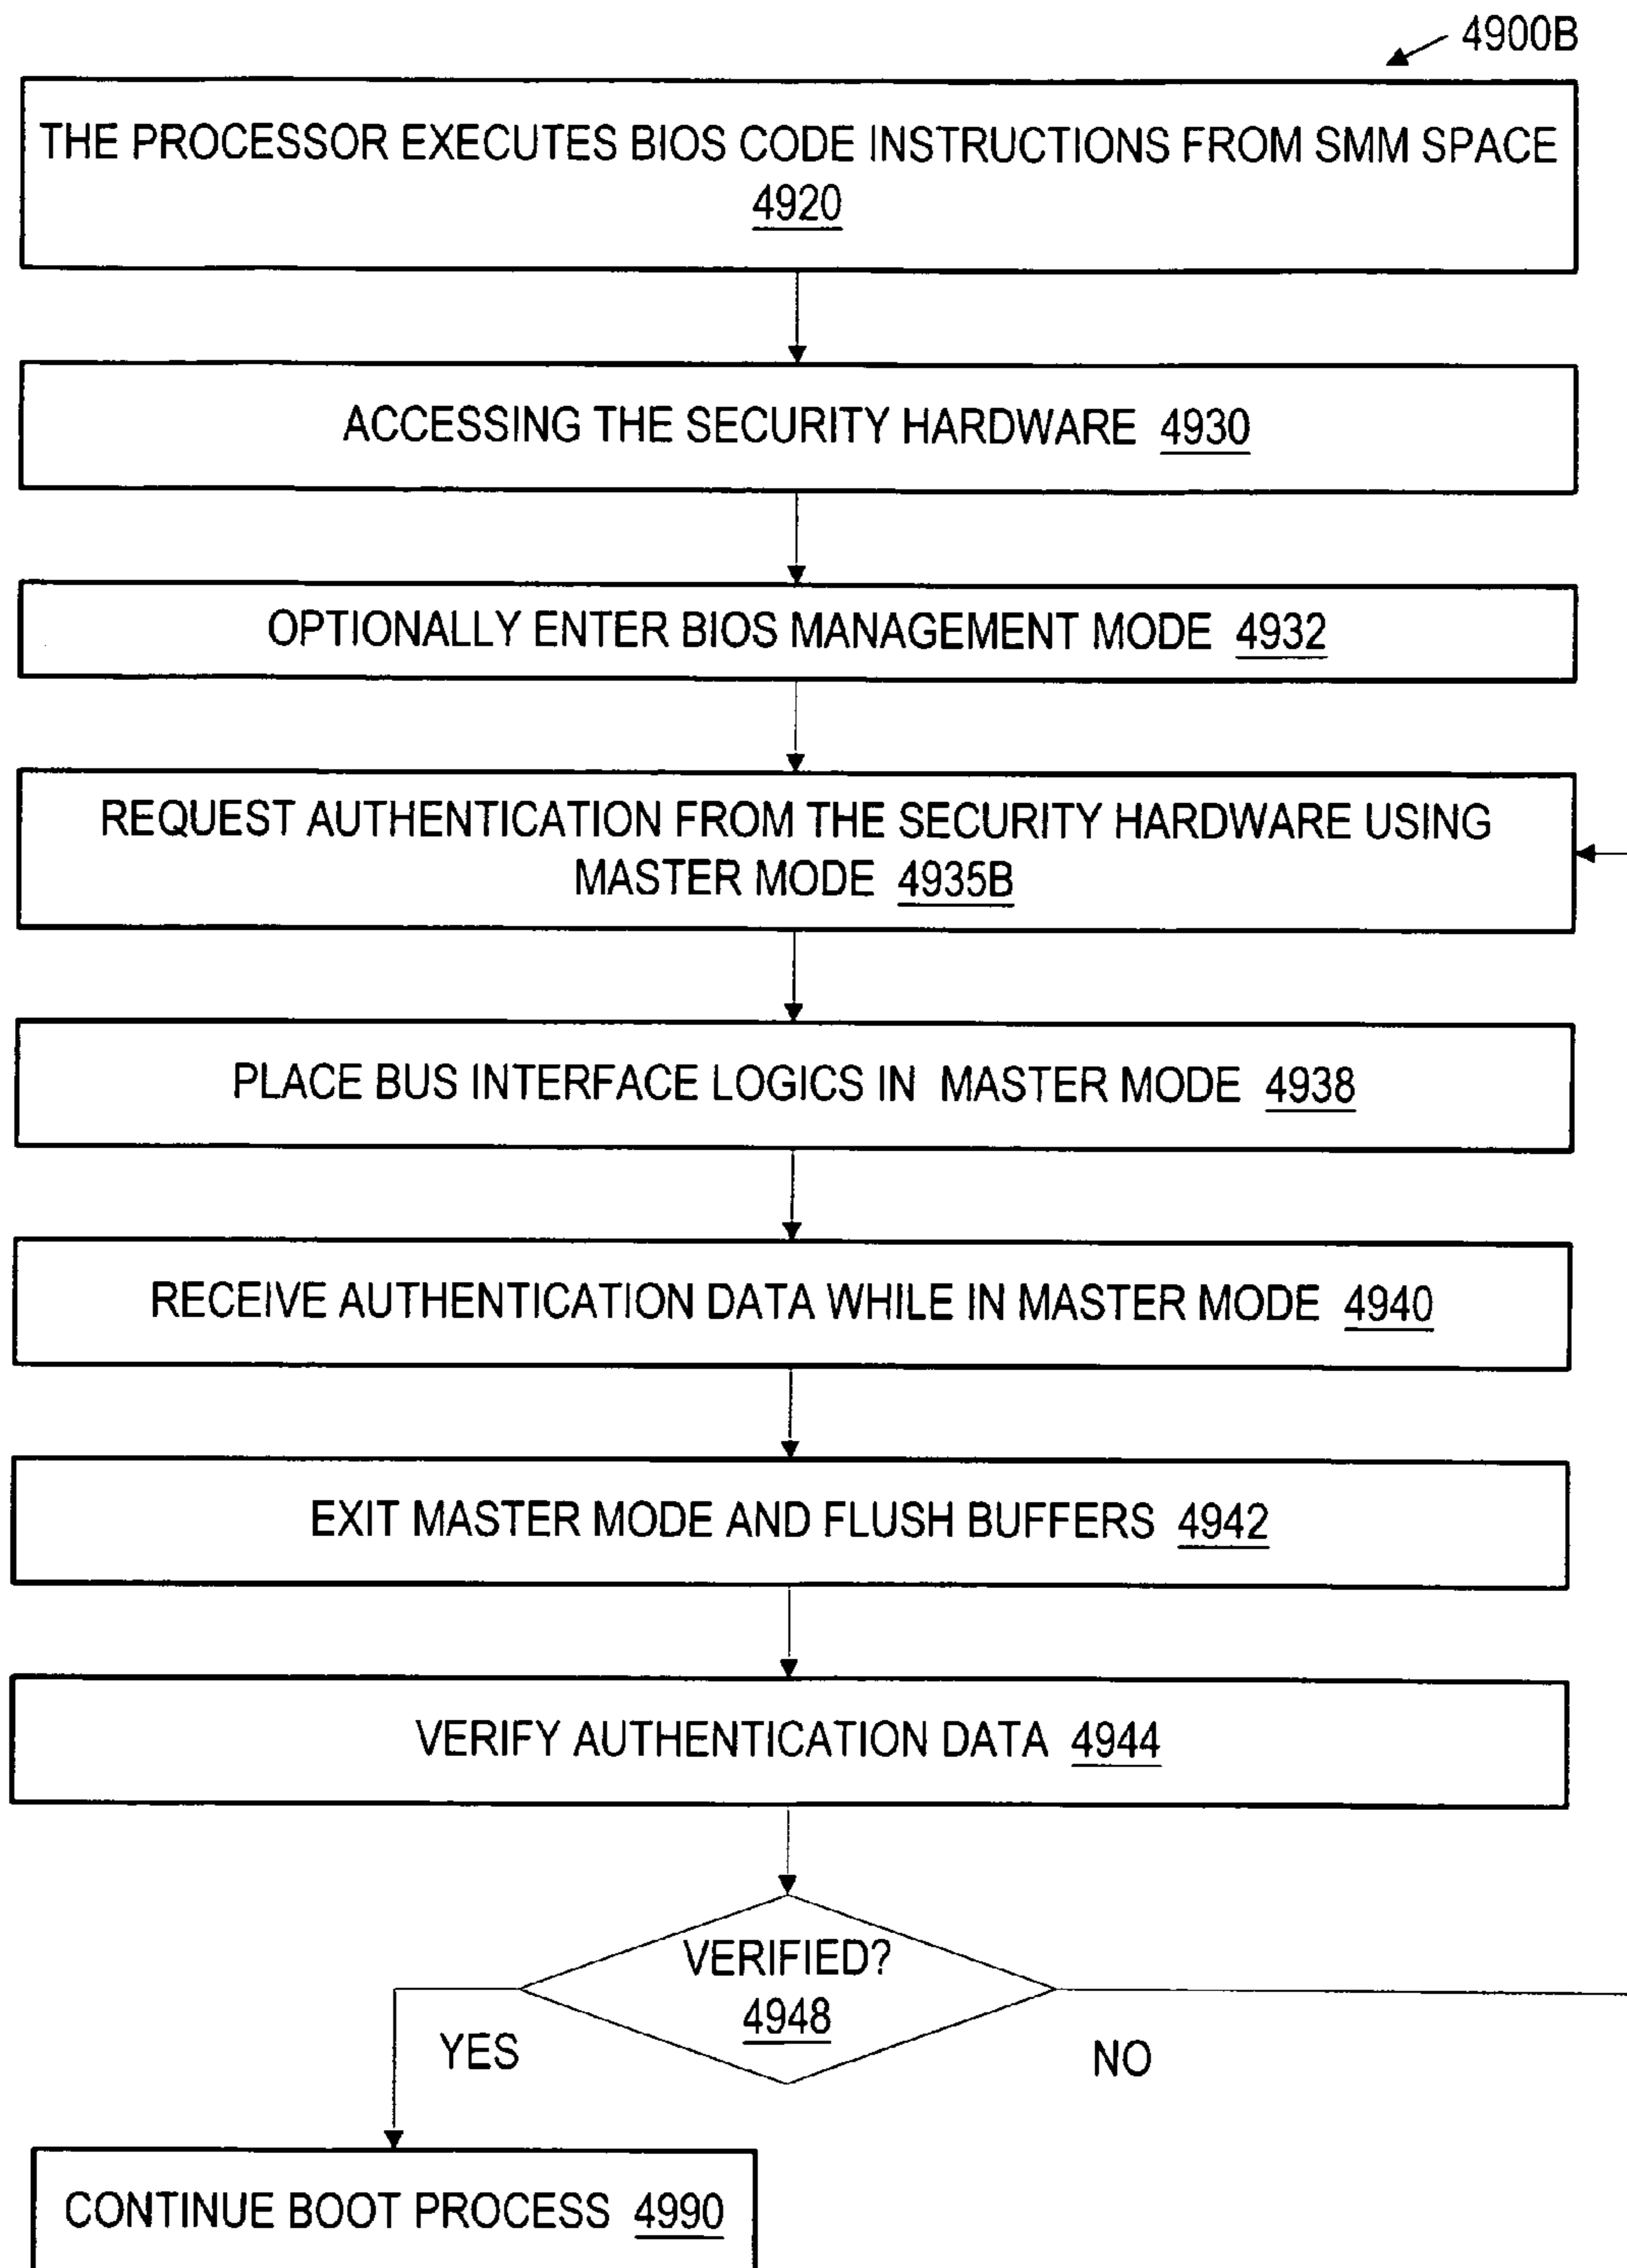 4900B
THE PROCESSOR EXECUTES BIOS CODE INSTRUCTIONS FROM SMM SPACE
4920
ACCESSING THE SECURITY HARDWARE 4930
OPTIONALLY ENTER BIOS MANAGEMENT MODE 4932
REQUEST AUTHENTICATION FROM THE SECURITY HARDWARE USING
MASTER MODE 4935B
PLACE BUS INTERFACE LOGICS IN MASTER MODE 4938
RECEIVE AUTHENTICATION DATA WHILE IN MASTER MODE 4940
EXIT MASTER MODE AND FLUSH BUFFERS 4942
VERIFY AUTHENTICATION DATA 4944
VERIFIED?
4948
YES
NO
CONTINUE BOOT PROCESS 4990